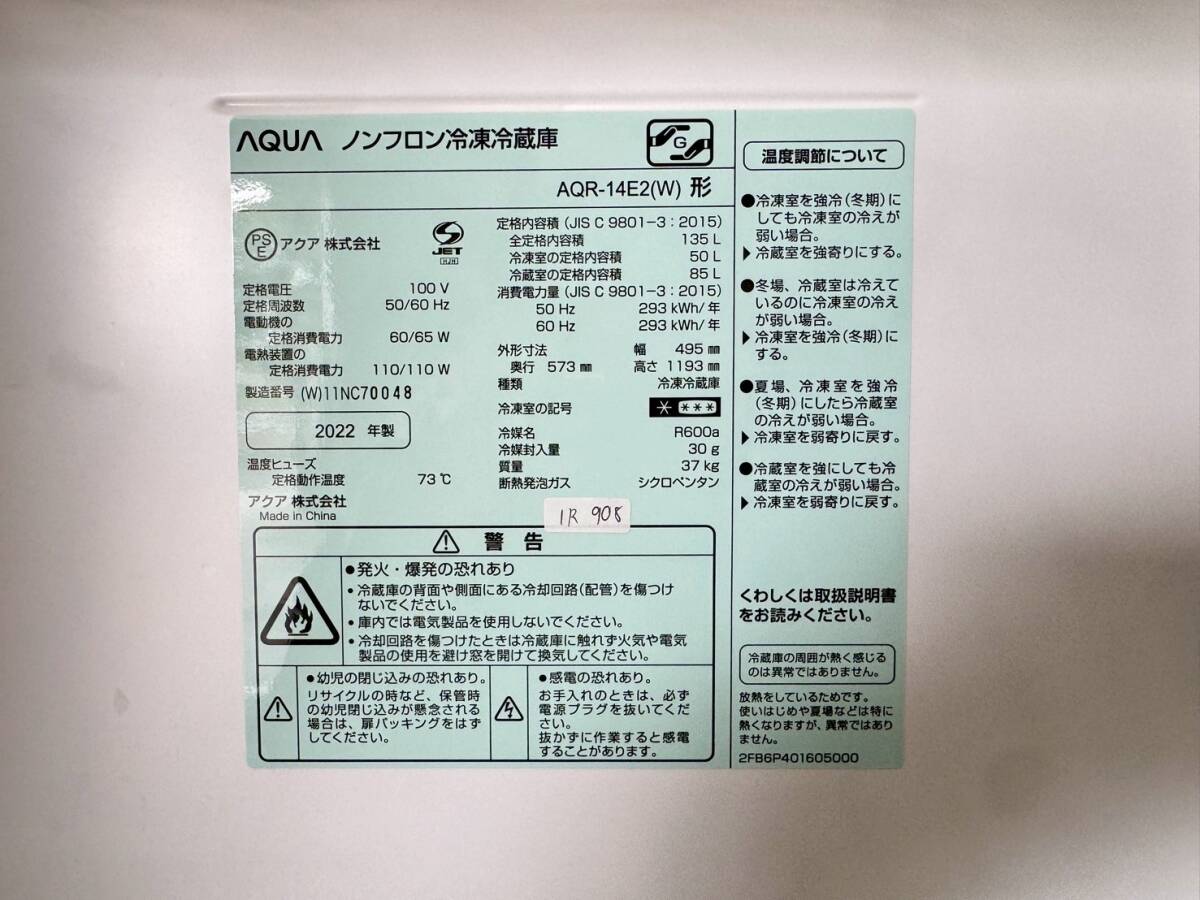 AQUA ノンフロン冷凍冷蔵庫
G
AQR-14E2(W) 形
PSE アクア 株式会社
JET
定格電圧 100 V
定格周波数 50/60 Hz
電動機の
定格消費電力 60/65 W
電熱装置の
定格消費電力 110/110 W
製造番号 (W)11NC70048
2022 年製
温度ヒューズ
定格動作温度 73 ℃
アクア 株式会社
Made in China
定格内容積 (JIS C 9801-3:2015)
全定格内容積 135 L
冷凍室の定格内容積 50 L
冷蔵室の定格内容積 85 L
消費電力量 (JIS C 9801-3:2015)
50 Hz 293 kWh/年
60 Hz 293 kWh/年
外形寸法 幅 495 ㎜
奥行 573 ㎜ 高さ 1193 ㎜
種類 冷凍冷蔵庫
冷凍室の記号
冷媒名 R600a
冷媒封入量 30 g
質量 37 kg
断熱発泡ガス シクロペンタン
1R 908
⚠ 警告
●発火・爆発の恐れあり
・冷蔵庫の背面や側面にある冷却回路(配管)を傷つけ
ないでください。
・庫内では電気製品を使用しないでください。
・冷却回路を傷つけたときは冷蔵庫に触れず火気や電気
製品の使用を避け窓を開けて換気してください。
●幼児の閉じ込みの恐れあり。
リサイクルの時など、保管時
の幼児閉じ込みが懸念される
場合は、扉パッキングをはず
してください。
●感電の恐れあり。
お手入れのときは、必ず
電源プラグを抜いてくだ
さい。
抜かずに作業すると感電
することがあります。
温度調節について
●冷凍室を強冷(冬期)に
しても冷凍室の冷えが
弱い場合。
▶冷蔵室を強寄りにする。
●冬場、冷蔵室は冷えて
いるのに冷凍室の冷え
が弱い場合。
▶冷凍室を強冷(冬期)に
する。
●夏場、冷凍室を強冷
(冬期)にしたら冷蔵室
の冷えが弱い場合。
▶冷凍室を弱寄りに戻す。
●冷蔵室を強にしても冷
蔵室の冷えが弱い場合。
▶冷凍室を弱寄りに戻す。
くわしくは取扱説明書
をお読みください。
冷蔵庫の周囲が熱く感じる
のは異常ではありません。
放熱をしているためです。
使いはじめや夏場などは特に
熱くなりますが、異常ではあり
ません。
2FB6P401605000